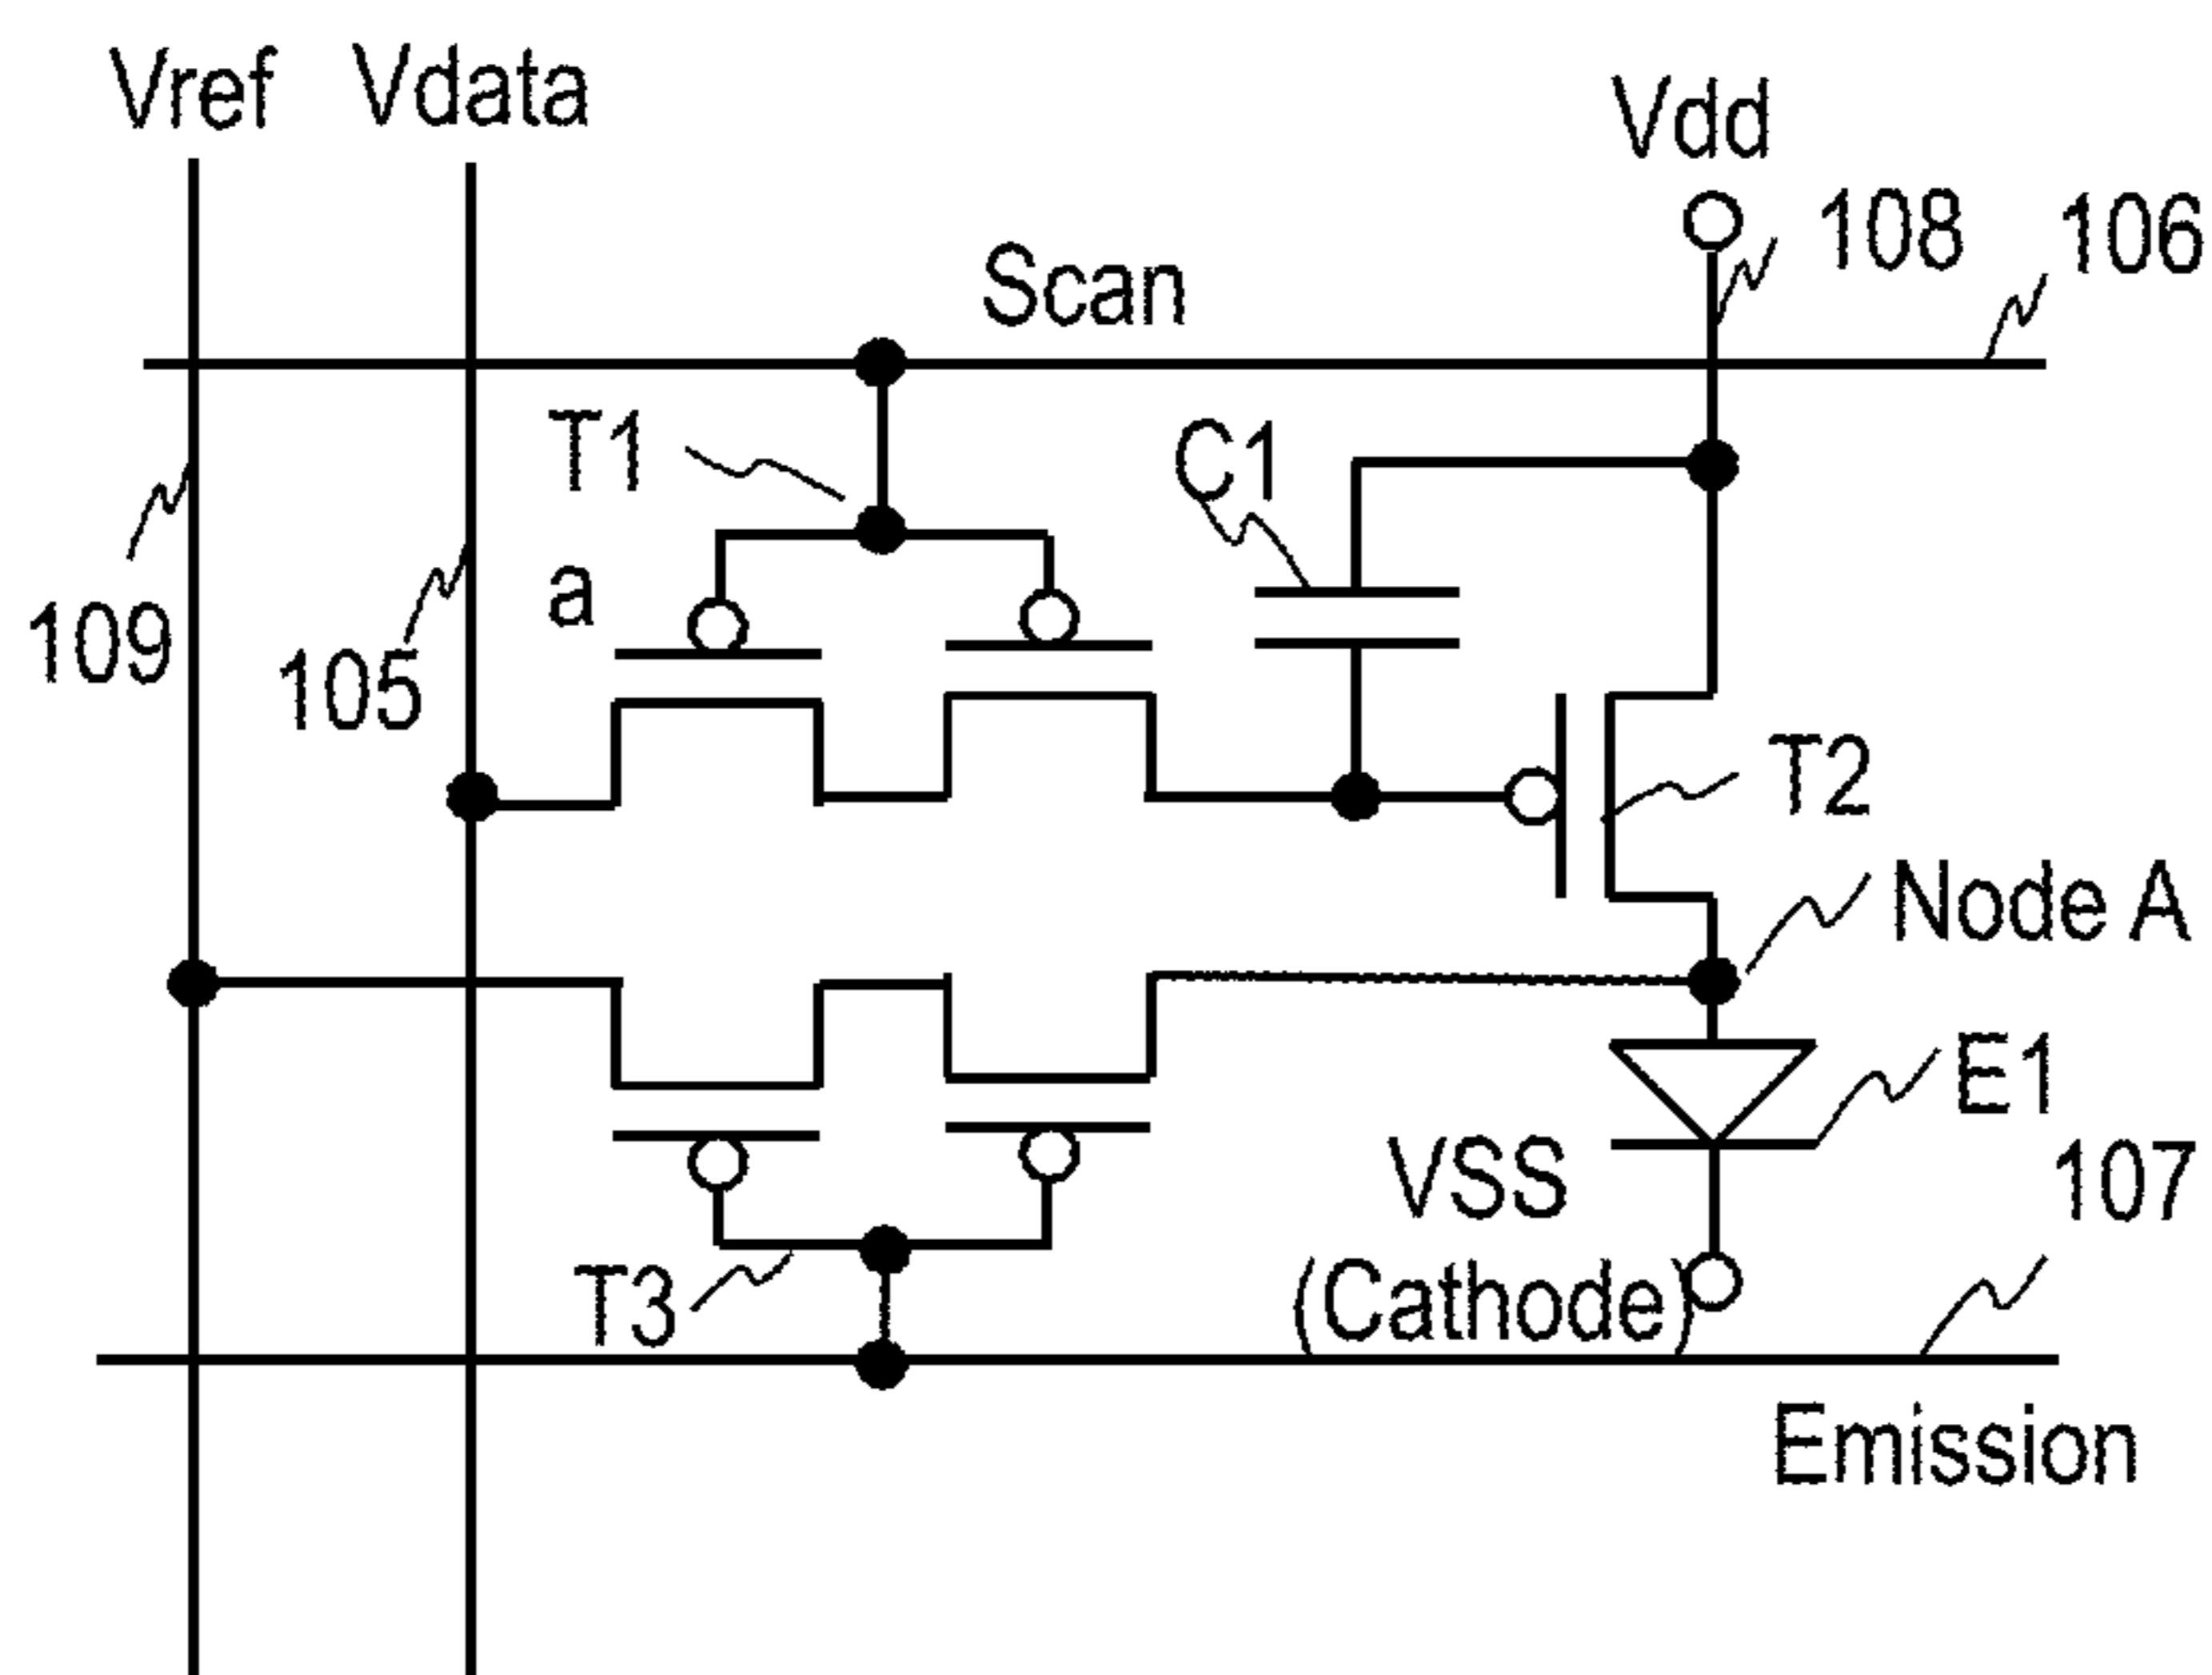 Vref
Vdata
Vdd
108
106
Scan
T1
C1
a
109
105
T2
Node A
E1
VSS
107
T3
(Cathode)
Emission